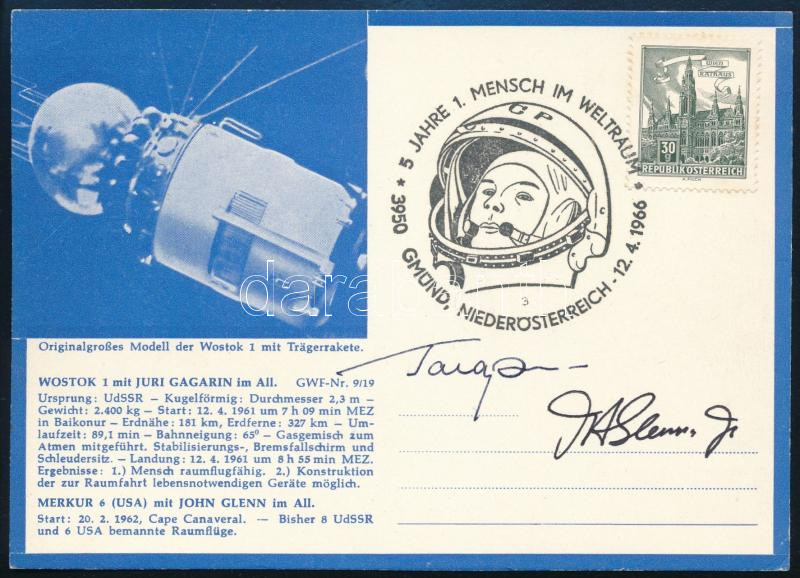 5 JAHRE 1. MENSCH IM WELTRAUM * 3950 GMÜND, NIEDERÖSTERREICH - 12.4.1966 *
CP
3
WIEN
RATHAUS
30
g
REPUBLIK ÖSTERREICH
A. PILCH
Originalgroßes Modell der Wostok 1 mit Trägerrakete.
WOSTOK 1 mit JURI GAGARIN im All. GWF-Nr. 9/19
Ursprung: UdSSR – Kugelförmig: Durchmesser 2,3 m –
Gewicht: 2.400 kg – Start: 12. 4. 1961 um 7 h 09 min MEZ
in Baikonur – Erdnähe: 181 km, Erdferne: 327 km – Um-
laufzeit: 89,1 min – Bahnneigung: 65⁰ – Gasgemisch zum
Atmen mitgeführt. Stabilisierungs-, Bremsfallschirm und
Schleudersitz. – Landung: 12. 4. 1961 um 8 h 55 min MEZ.
Ergebnisse: 1.) Mensch raumflugfähig. 2.) Konstruktion
der zur Raumfahrt lebensnotwendigen Geräte möglich.
MERKUR 6 (USA) mit JOHN GLENN im All.
Start: 20. 2. 1962, Cape Canaveral. — Bisher 8 UdSSR
und 6 USA bemannte Raumflüge.
Гагарин
JH Glenn Jr